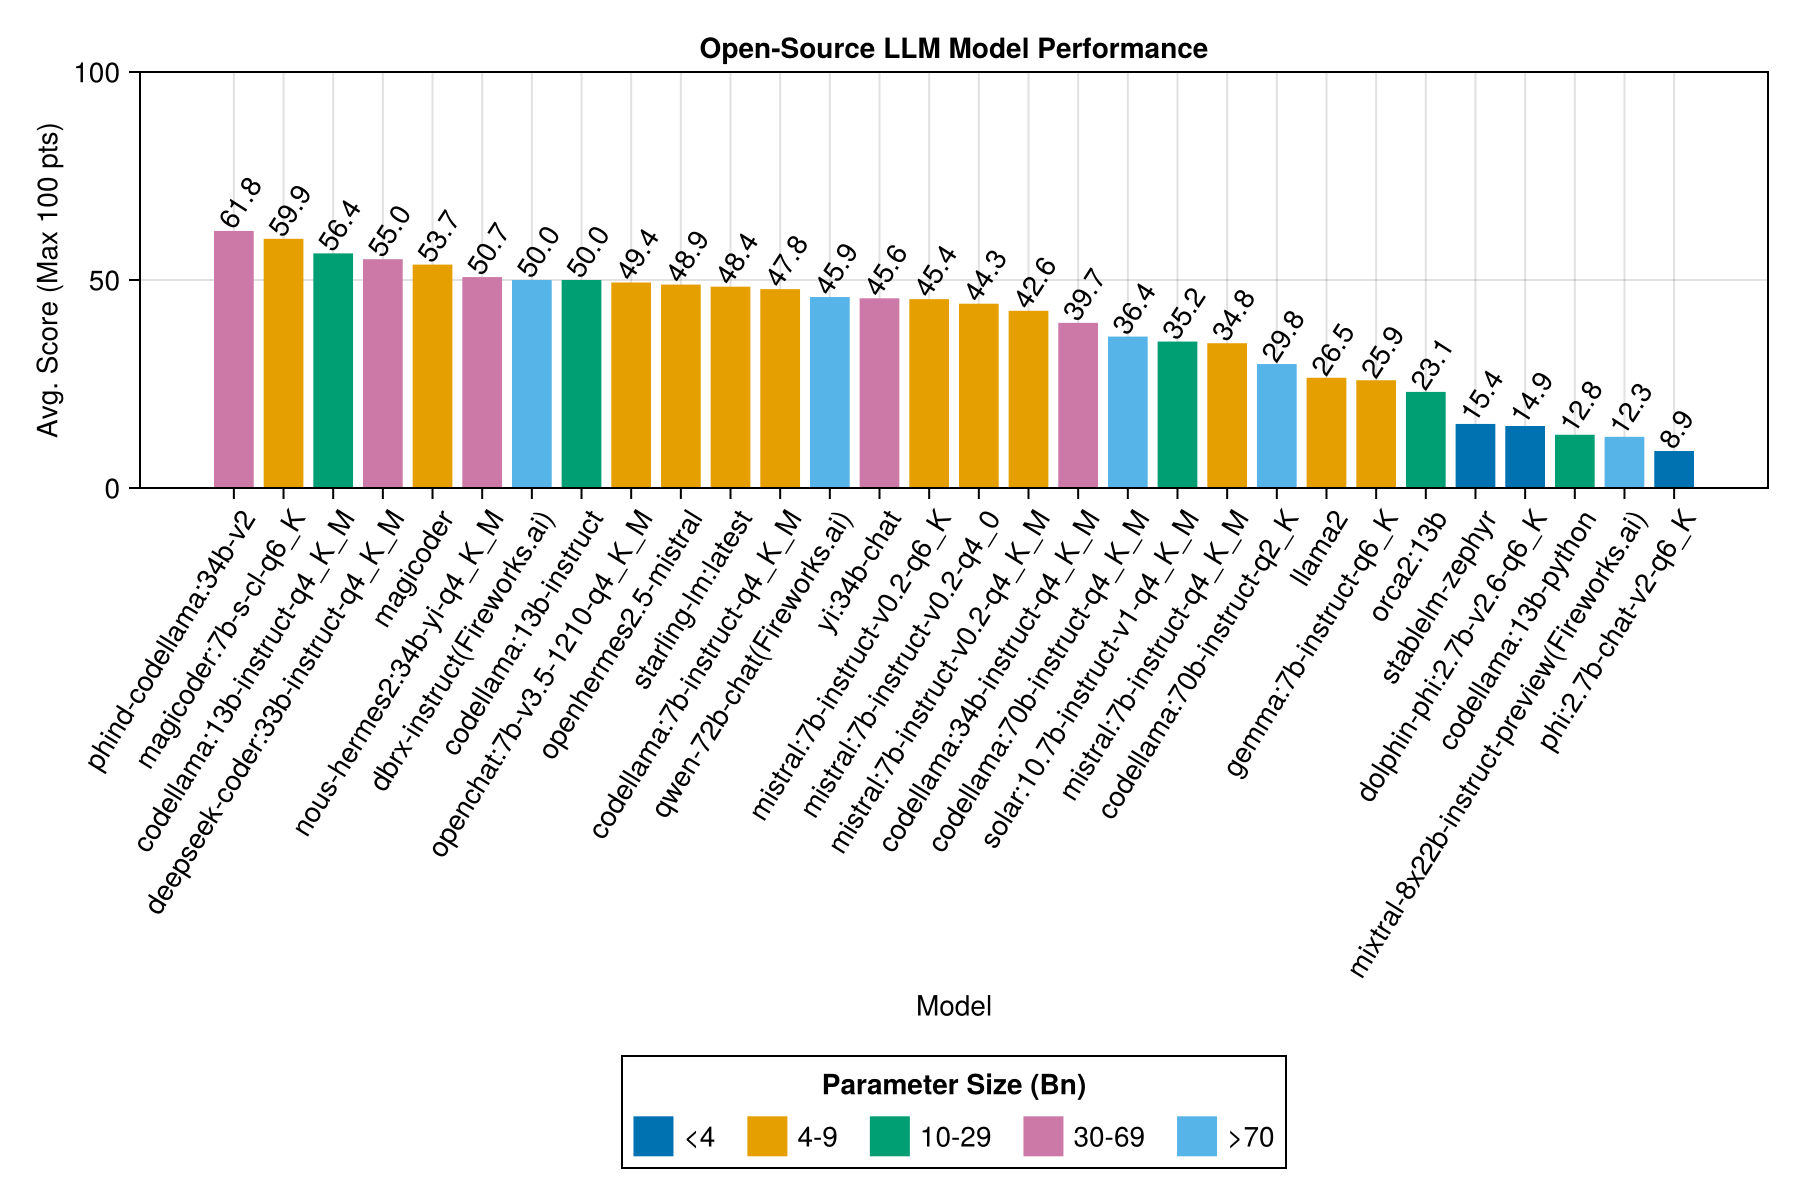 Open-Source LLM Model Performance
Avg. Score (Max 100 pts)
100
50
0
61.8
59.9
56.4
55.0
53.7
50.7
50.0
50.0
49.4
48.9
48.4
47.8
45.9
45.6
45.4
44.3
42.6
39.7
36.4
35.2
34.8
29.8
26.5
25.9
23.1
15.4
14.9
12.8
12.3
8.9
phind-codellama:34b-v2
magicoder:7b-s-cl-q6_K
codellama:13b-instruct-q4_K_M
deepseek-coder:33b-instruct-q4_K_M
magicoder
nous-hermes2:34b-yi-q4_K_M
dbrx-instruct(Fireworks.ai)
codellama:13b-instruct
openchat:7b-v3.5-1210-q4_K_M
openhermes2.5-mistral
starling-lm:latest
codellama:7b-instruct-q4_K_M
qwen-72b-chat(Fireworks.ai)
yi:34b-chat
mistral:7b-instruct-v0.2-q6_K
mistral:7b-instruct-v0.2-q4_0
mistral:7b-instruct-v0.2-q4_K_M
codellama:34b-instruct-q4_K_M
codellama:70b-instruct-q4_K_M
solar:10.7b-instruct-v1-q4_K_M
mistral:7b-instruct-q4_K_M
codellama:70b-instruct-q2_K
llama2
gemma:7b-instruct-q6_K
orca2:13b
stablelm-zephyr
dolphin-phi:2.7b-v2.6-q6_K
codellama:13b-python
mixtral-8x22b-instruct-preview(Fireworks.ai)
phi:2.7b-chat-v2-q6_K
Model
Parameter Size (Bn)
<4
4-9
10-29
30-69
>70